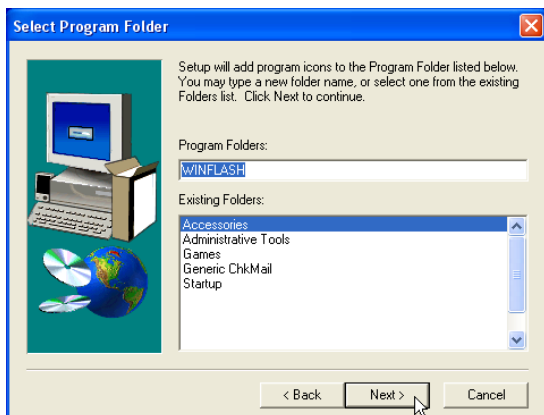 Select Program Folder
Setup will add program icons to the Program Folder listed below.
You may type a new folder name, or select one from the existing
Folders list.  Click Next to continue.
Program Folders:
WINFLASH
Existing Folders:
Accessories
Administrative Tools
Games
Generic ChkMail
Startup
< Back
Next >
Cancel